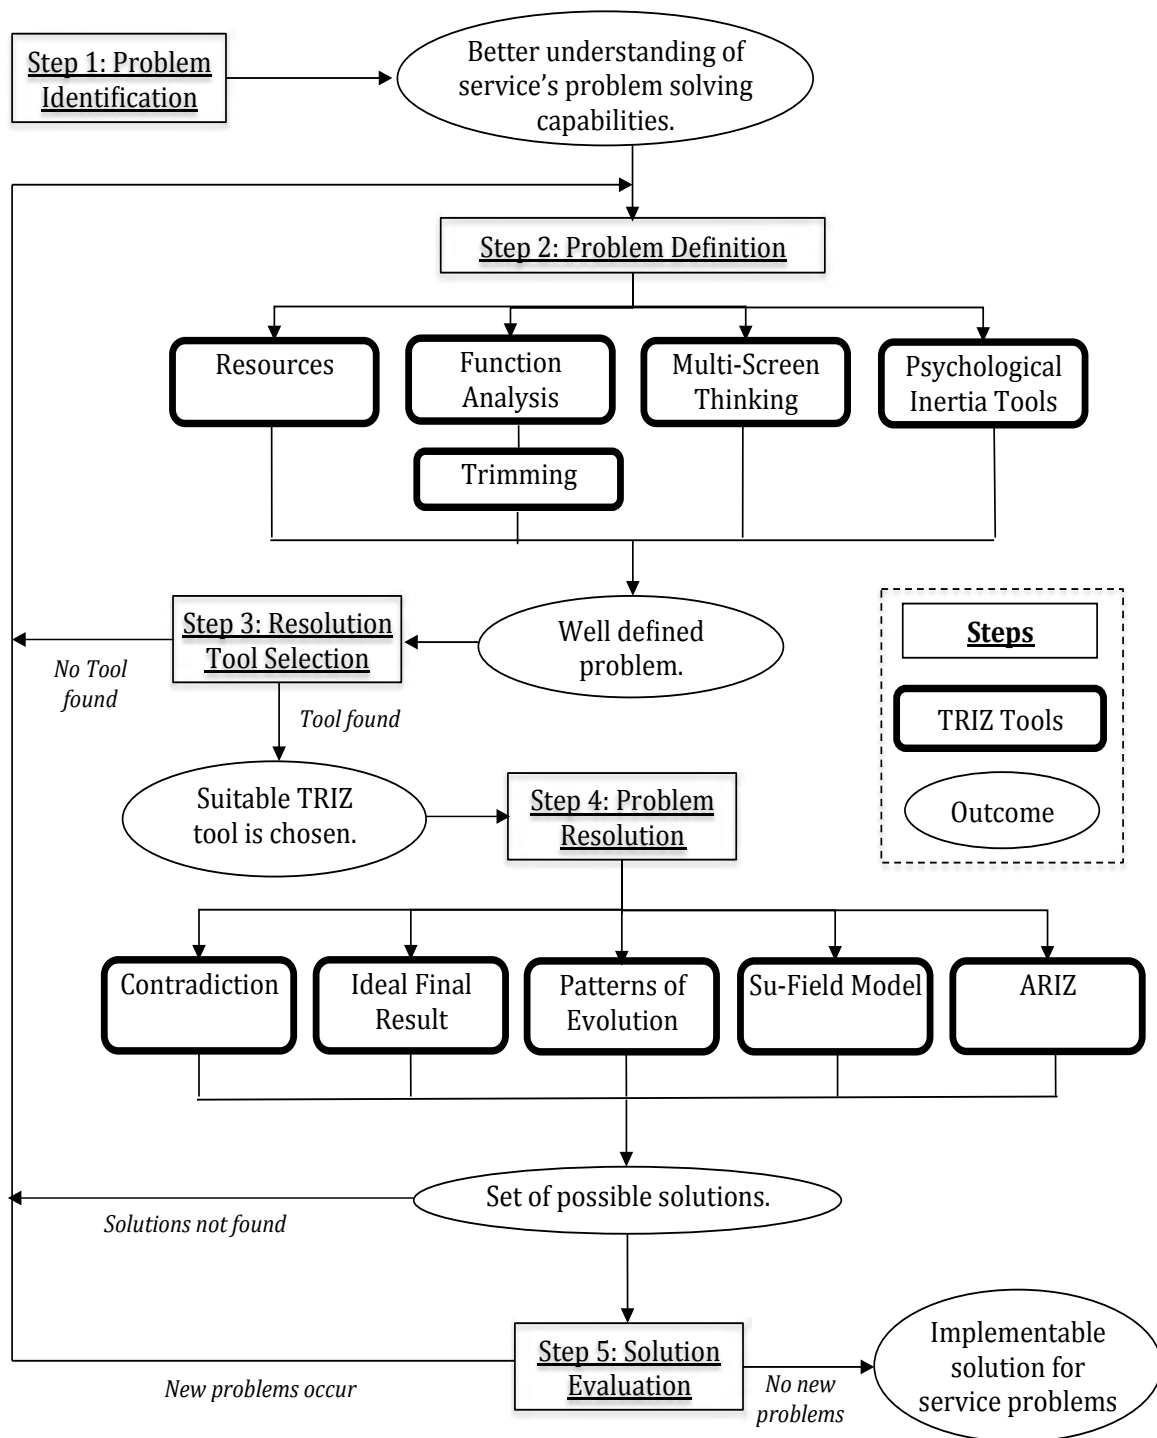 Step 1: Problem
Identification
Better understanding of
service’s problem solving
capabilities.
Step 2: Problem Definition
Resources
Function
Analysis
Multi-Screen
Thinking
Psychological
Inertia Tools
Trimming
Step 3: Resolution
Tool Selection
Well defined
problem.
No Tool
found
Tool found
Steps
TRIZ Tools
Outcome
Suitable TRIZ
tool is chosen.
Step 4: Problem
Resolution
Contradiction
Ideal Final
Result
Patterns of
Evolution
Su-Field Model
ARIZ
Set of possible solutions.
Solutions not found
Step 5: Solution
Evaluation
New problems occur
No new
problems
Implementable
solution for
service problems